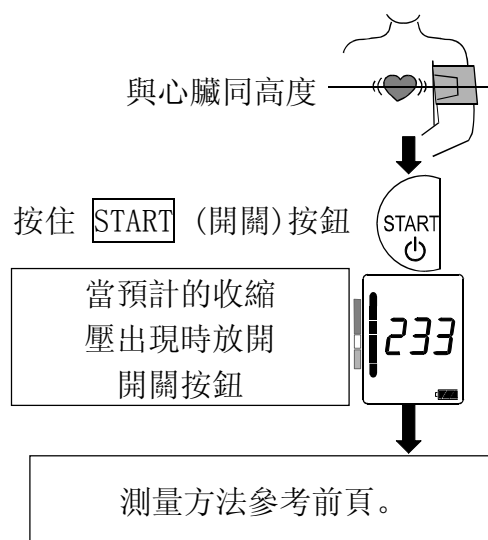 與心臟同高度
按住 START (開關)按鈕
START
當預計的收縮
壓出現時放開
開關按鈕
233
測量方法參考前頁。